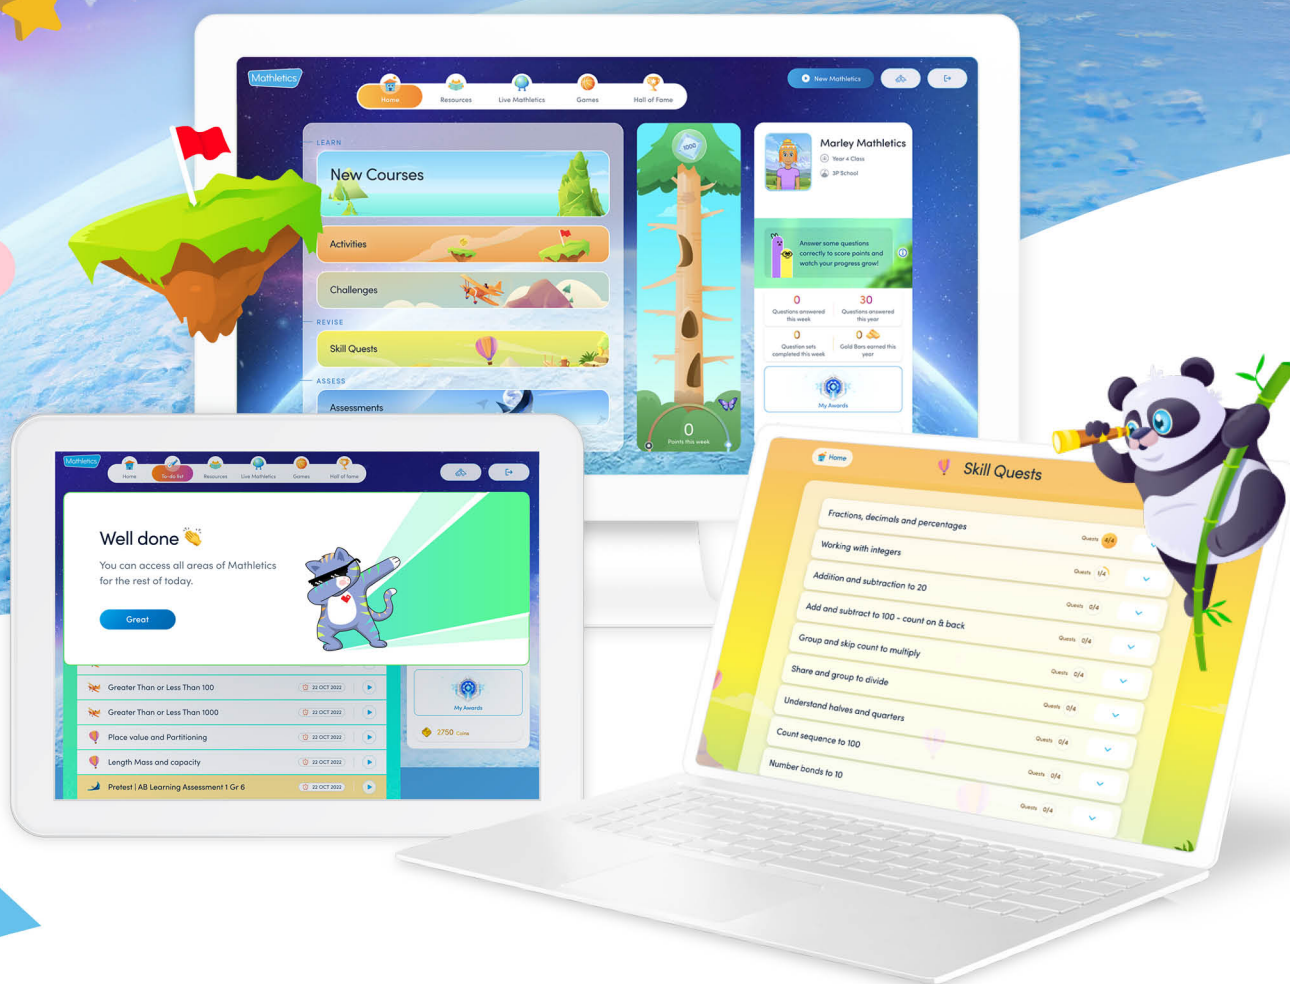 Mathletics
Home
Resources
Live Mathletics
Games
Hall of Fame
New Mathletics
LEARN
New Courses
Activities
Challenges
REVISE
Skill Quests
ASSESS
Assessments
1000
0
Points this week
Marley Mathletics
Year 4 Class
3P School
Answer some questions
correctly to score points and
watch your progress grow!
0
Questions answered
this week
30
Questions answered
this year
0
Question sets
completed this week
0
Gold Bars earned this
year
My Awards
Mathletics
Home
To-do list
Resources
Live Mathletics
Games
Hall of fame
Well done
You can access all areas of Mathletics
for the rest of today.
Great
Greater Than or Less Than 100
22 OCT 2022
Greater Than or Less Than 1000
22 OCT 2022
Place value and Partitioning
22 OCT 2022
Length Mass and capacity
22 OCT 2022
Pretest | AB Learning Assessment 1 Gr 6
22 OCT 2022
My Awards
2750 Coins
Home
Skill Quests
Fractions, decimals and percentages
Quests 4/4
Working with integers
Quests 1/4
Addition and subtraction to 20
Quests 0/4
Add and subtract to 100 - count on & back
Quests 0/4
Group and skip count to multiply
Quests 0/4
Share and group to divide
Quests 0/4
Understand halves and quarters
Quests 0/4
Count sequence to 100
Quests 0/4
Number bonds to 10
Quests 0/4